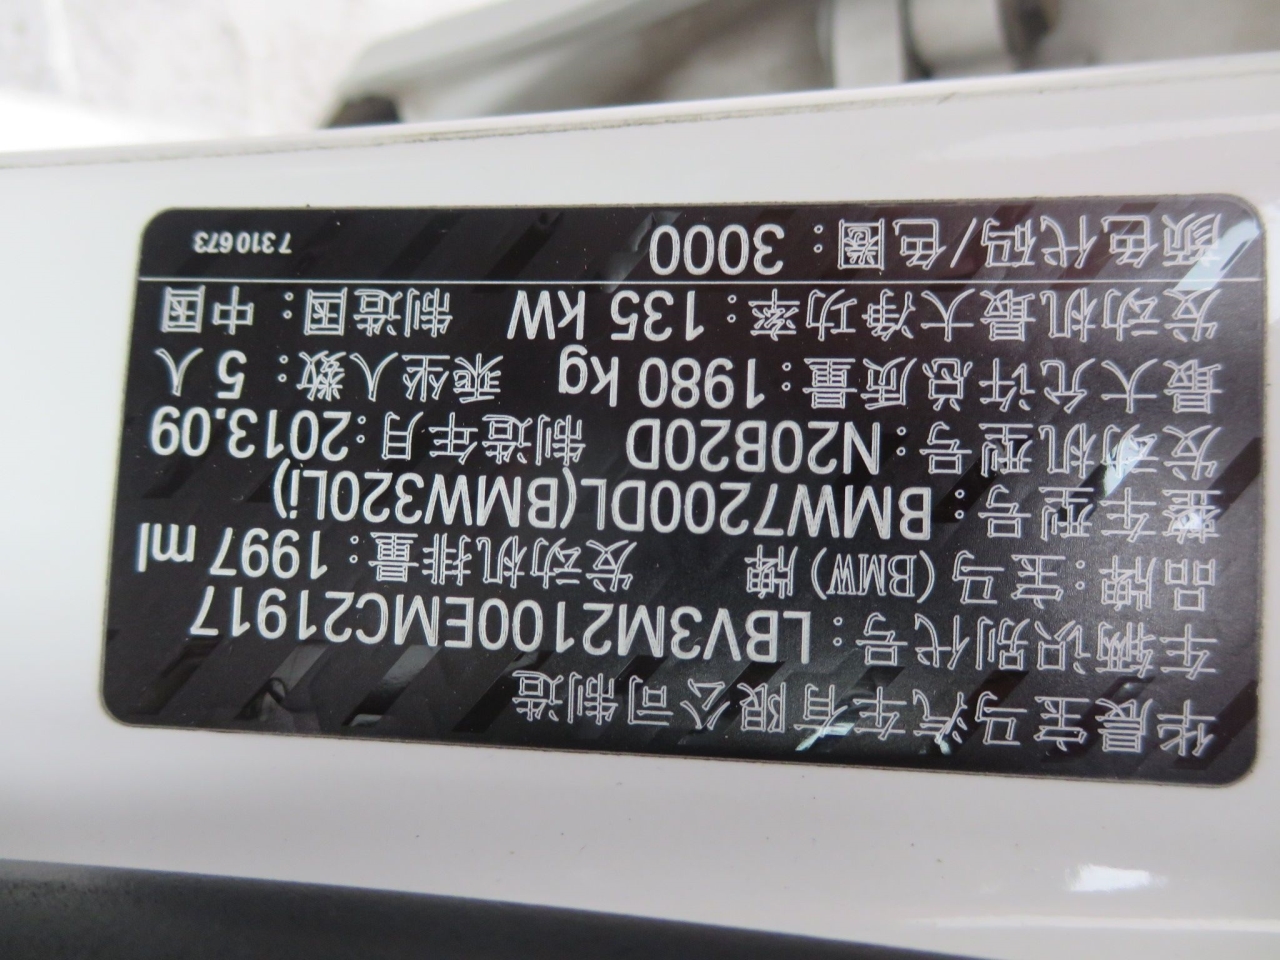 华晨宝马汽车有限公司制造
车辆识别代号：LBV3M2100EMC21917
品牌：宝马(BMW)牌 发动机排量：1997 ml
整车型号：BMW7200DL(BMW320Li)
发动机型号：N20B20D 制造年月：2013.09
最大允许总质量：1980 kg 乘坐人数：5 人
发动机最大净功率：135 kW 制造国：中国
颜色代码/色圈：3000 7 310 673